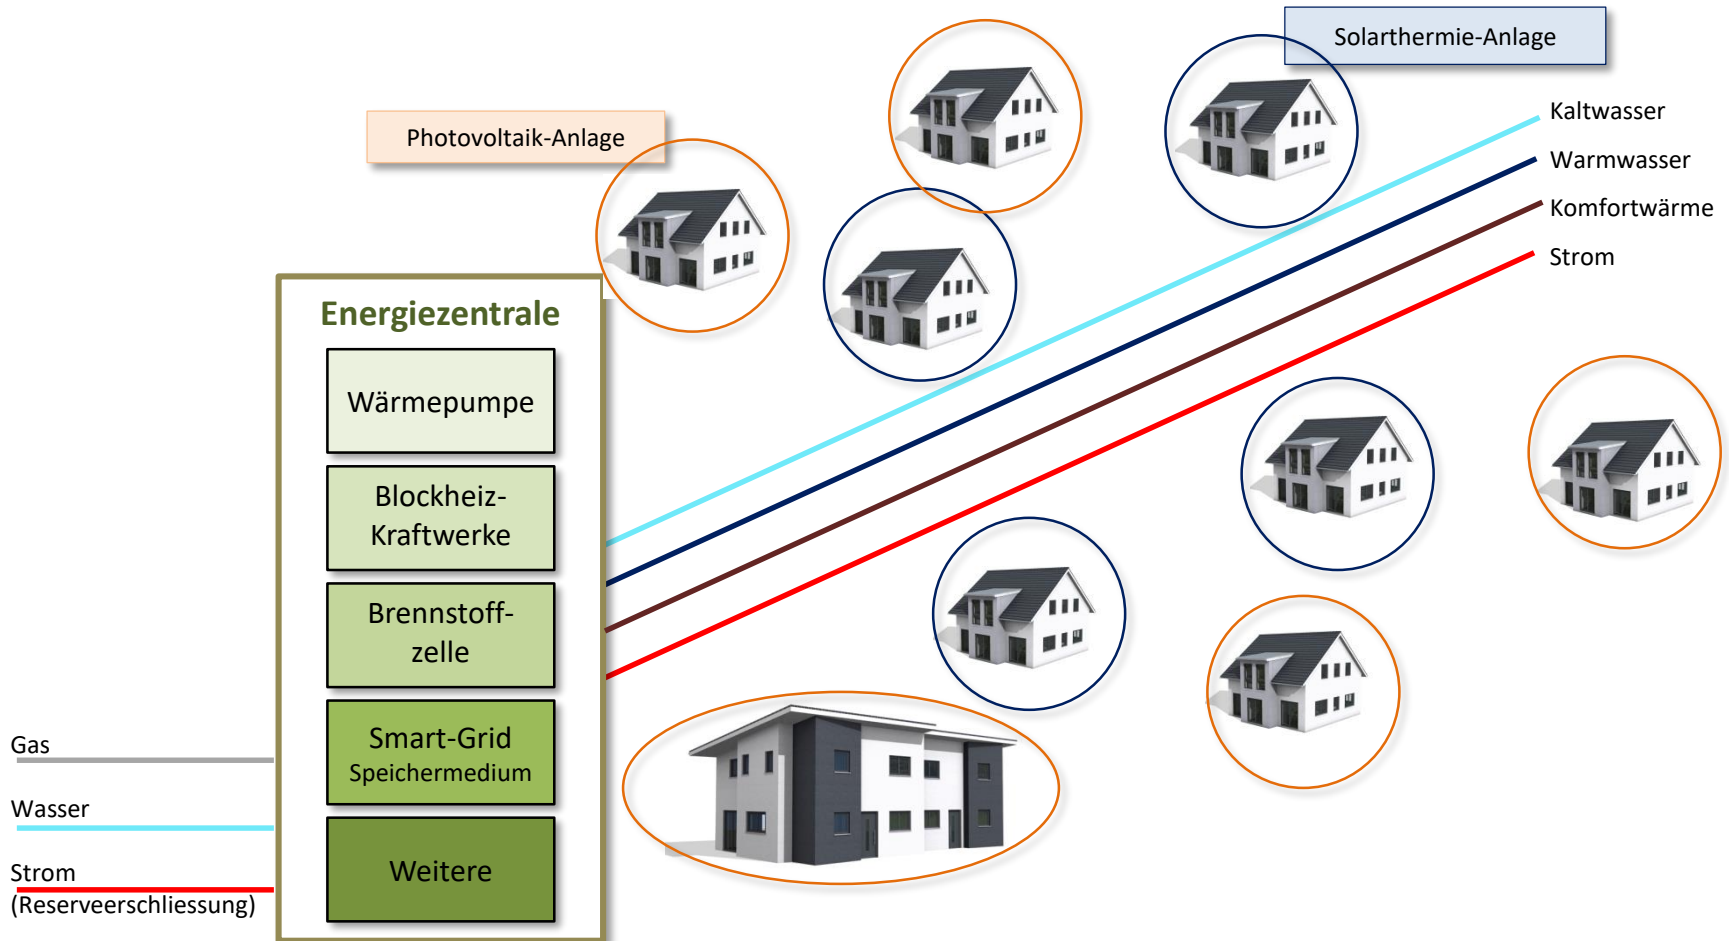 Solarthermie-Anlage
Photovoltaik-Anlage
Kaltwasser
Warmwasser
Komfortwärme
Strom
Energiezentrale
Wärmepumpe
Blockheiz-
Kraftwerke
Brennstoff-
zelle
Smart-Grid
Speichermedium
Weitere
Gas
Wasser
Strom
(Reserveerschliessung)